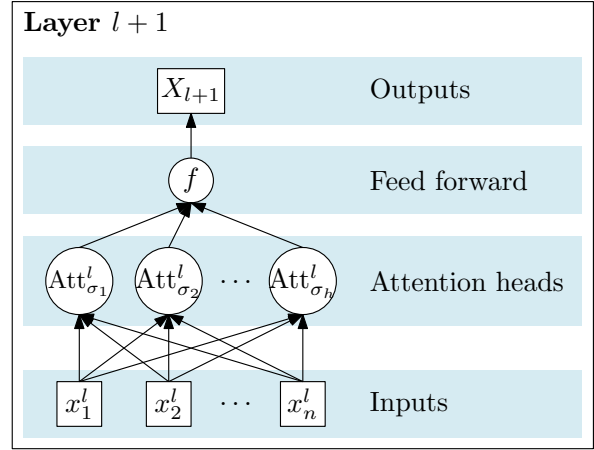 Layer l + 1
X_{l+1} Outputs
f Feed forward
Att^l_{σ_1} Att^l_{σ_2} ⋯ Att^l_{σ_h} Attention heads
x^l_1 x^l_2 ⋯ x^l_n Inputs